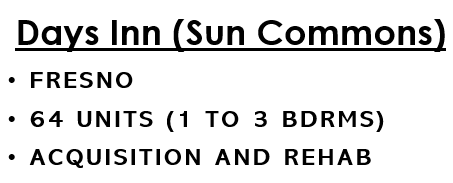 Days Inn (Sun Commons)
• FRESNO
• 64 UNITS (1 TO 3 BDRMS)
• ACQUISITION AND REHAB